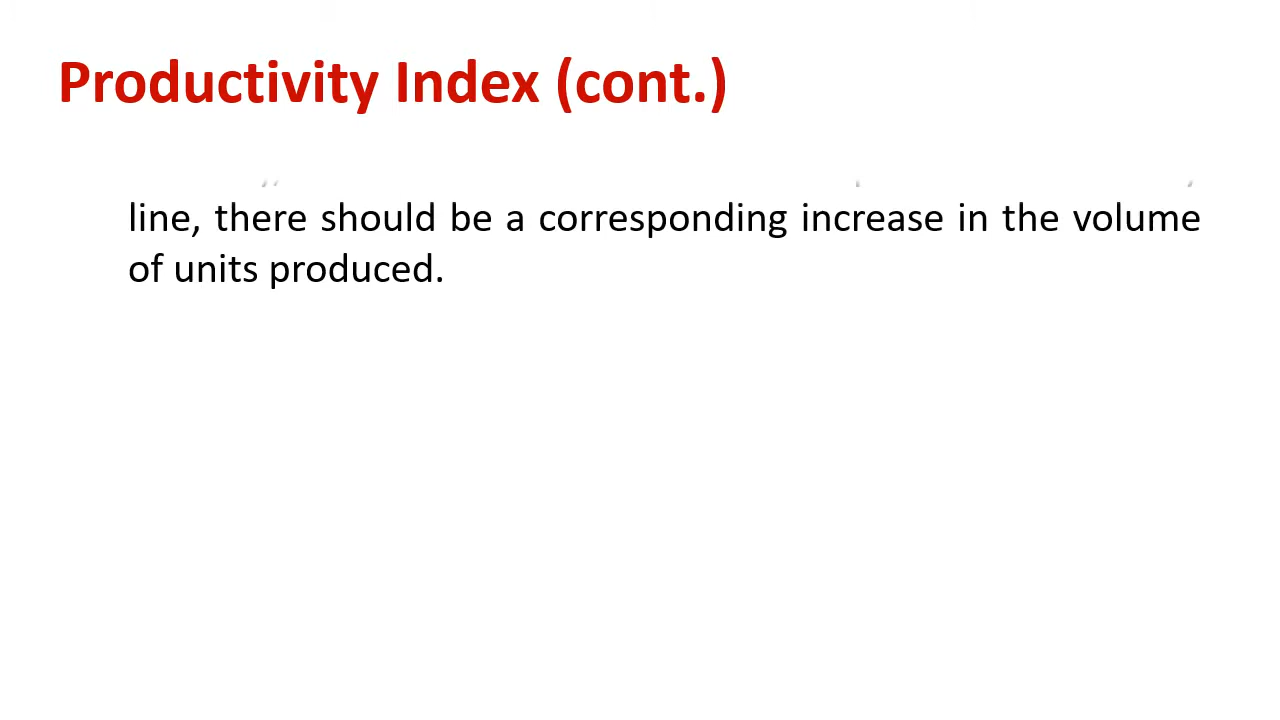 Productivity Index (cont.)
line, there should be a corresponding increase in the volume
of units produced.